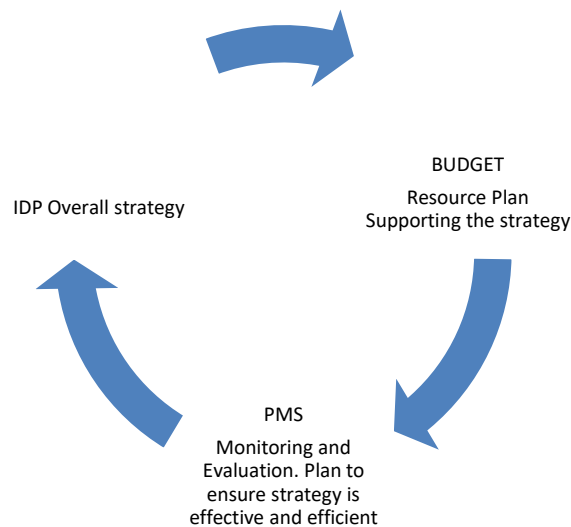 BUDGET
Resource Plan
Supporting the strategy
IDP Overall strategy
PMS
Monitoring and
Evaluation. Plan to
ensure strategy is
effective and efficient